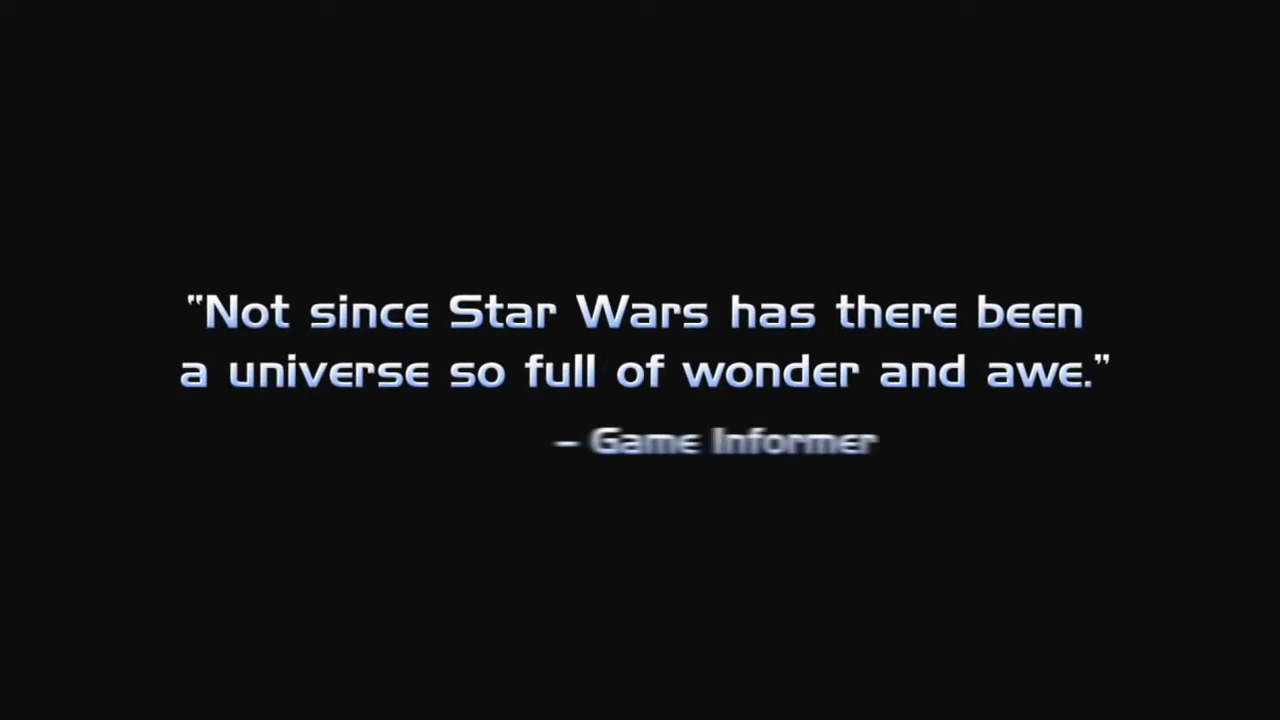 “Not since Star Wars has there been
a universe so full of wonder and awe.”
– Game Informer